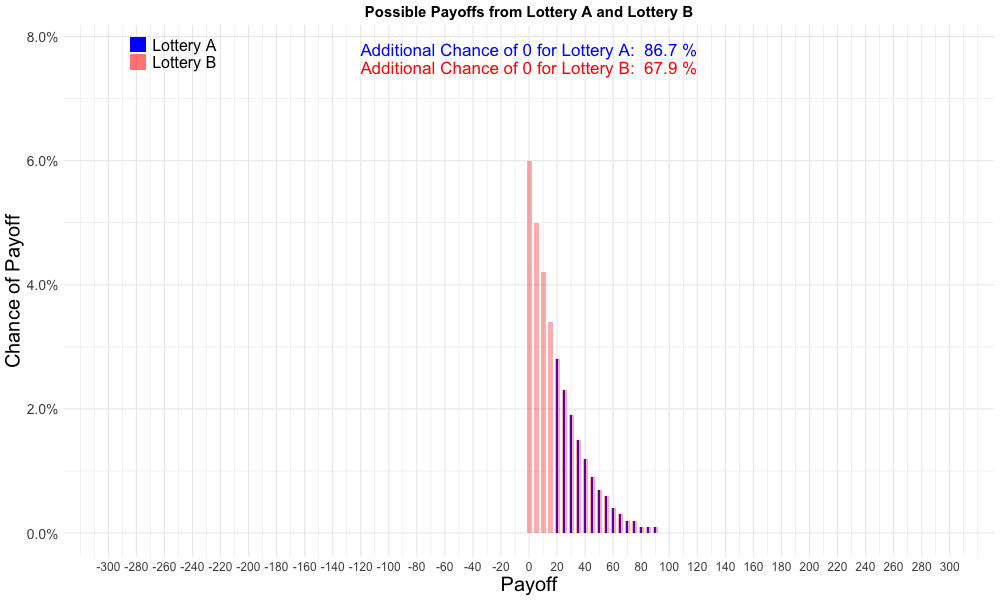 Possible Payoffs from Lottery A and Lottery B
Lottery A
Lottery B
Additional Chance of 0 for Lottery A:  86.7 %
Additional Chance of 0 for Lottery B:  67.9 %
Chance of Payoff
8.0%
6.0%
4.0%
2.0%
0.0%
-300 -280 -260 -240 -220 -200 -180 -160 -140 -120 -100 -80 -60 -40 -20 0 20 40 60 80 100 120 140 160 180 200 220 240 260 280 300
Payoff